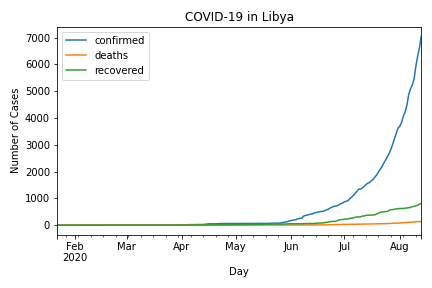 COVID-19 in Libya
confirmed
deaths
recovered
Number of Cases
7000
6000
5000
4000
3000
2000
1000
0
Feb Mar Apr May Jun Jul Aug
2020
Day